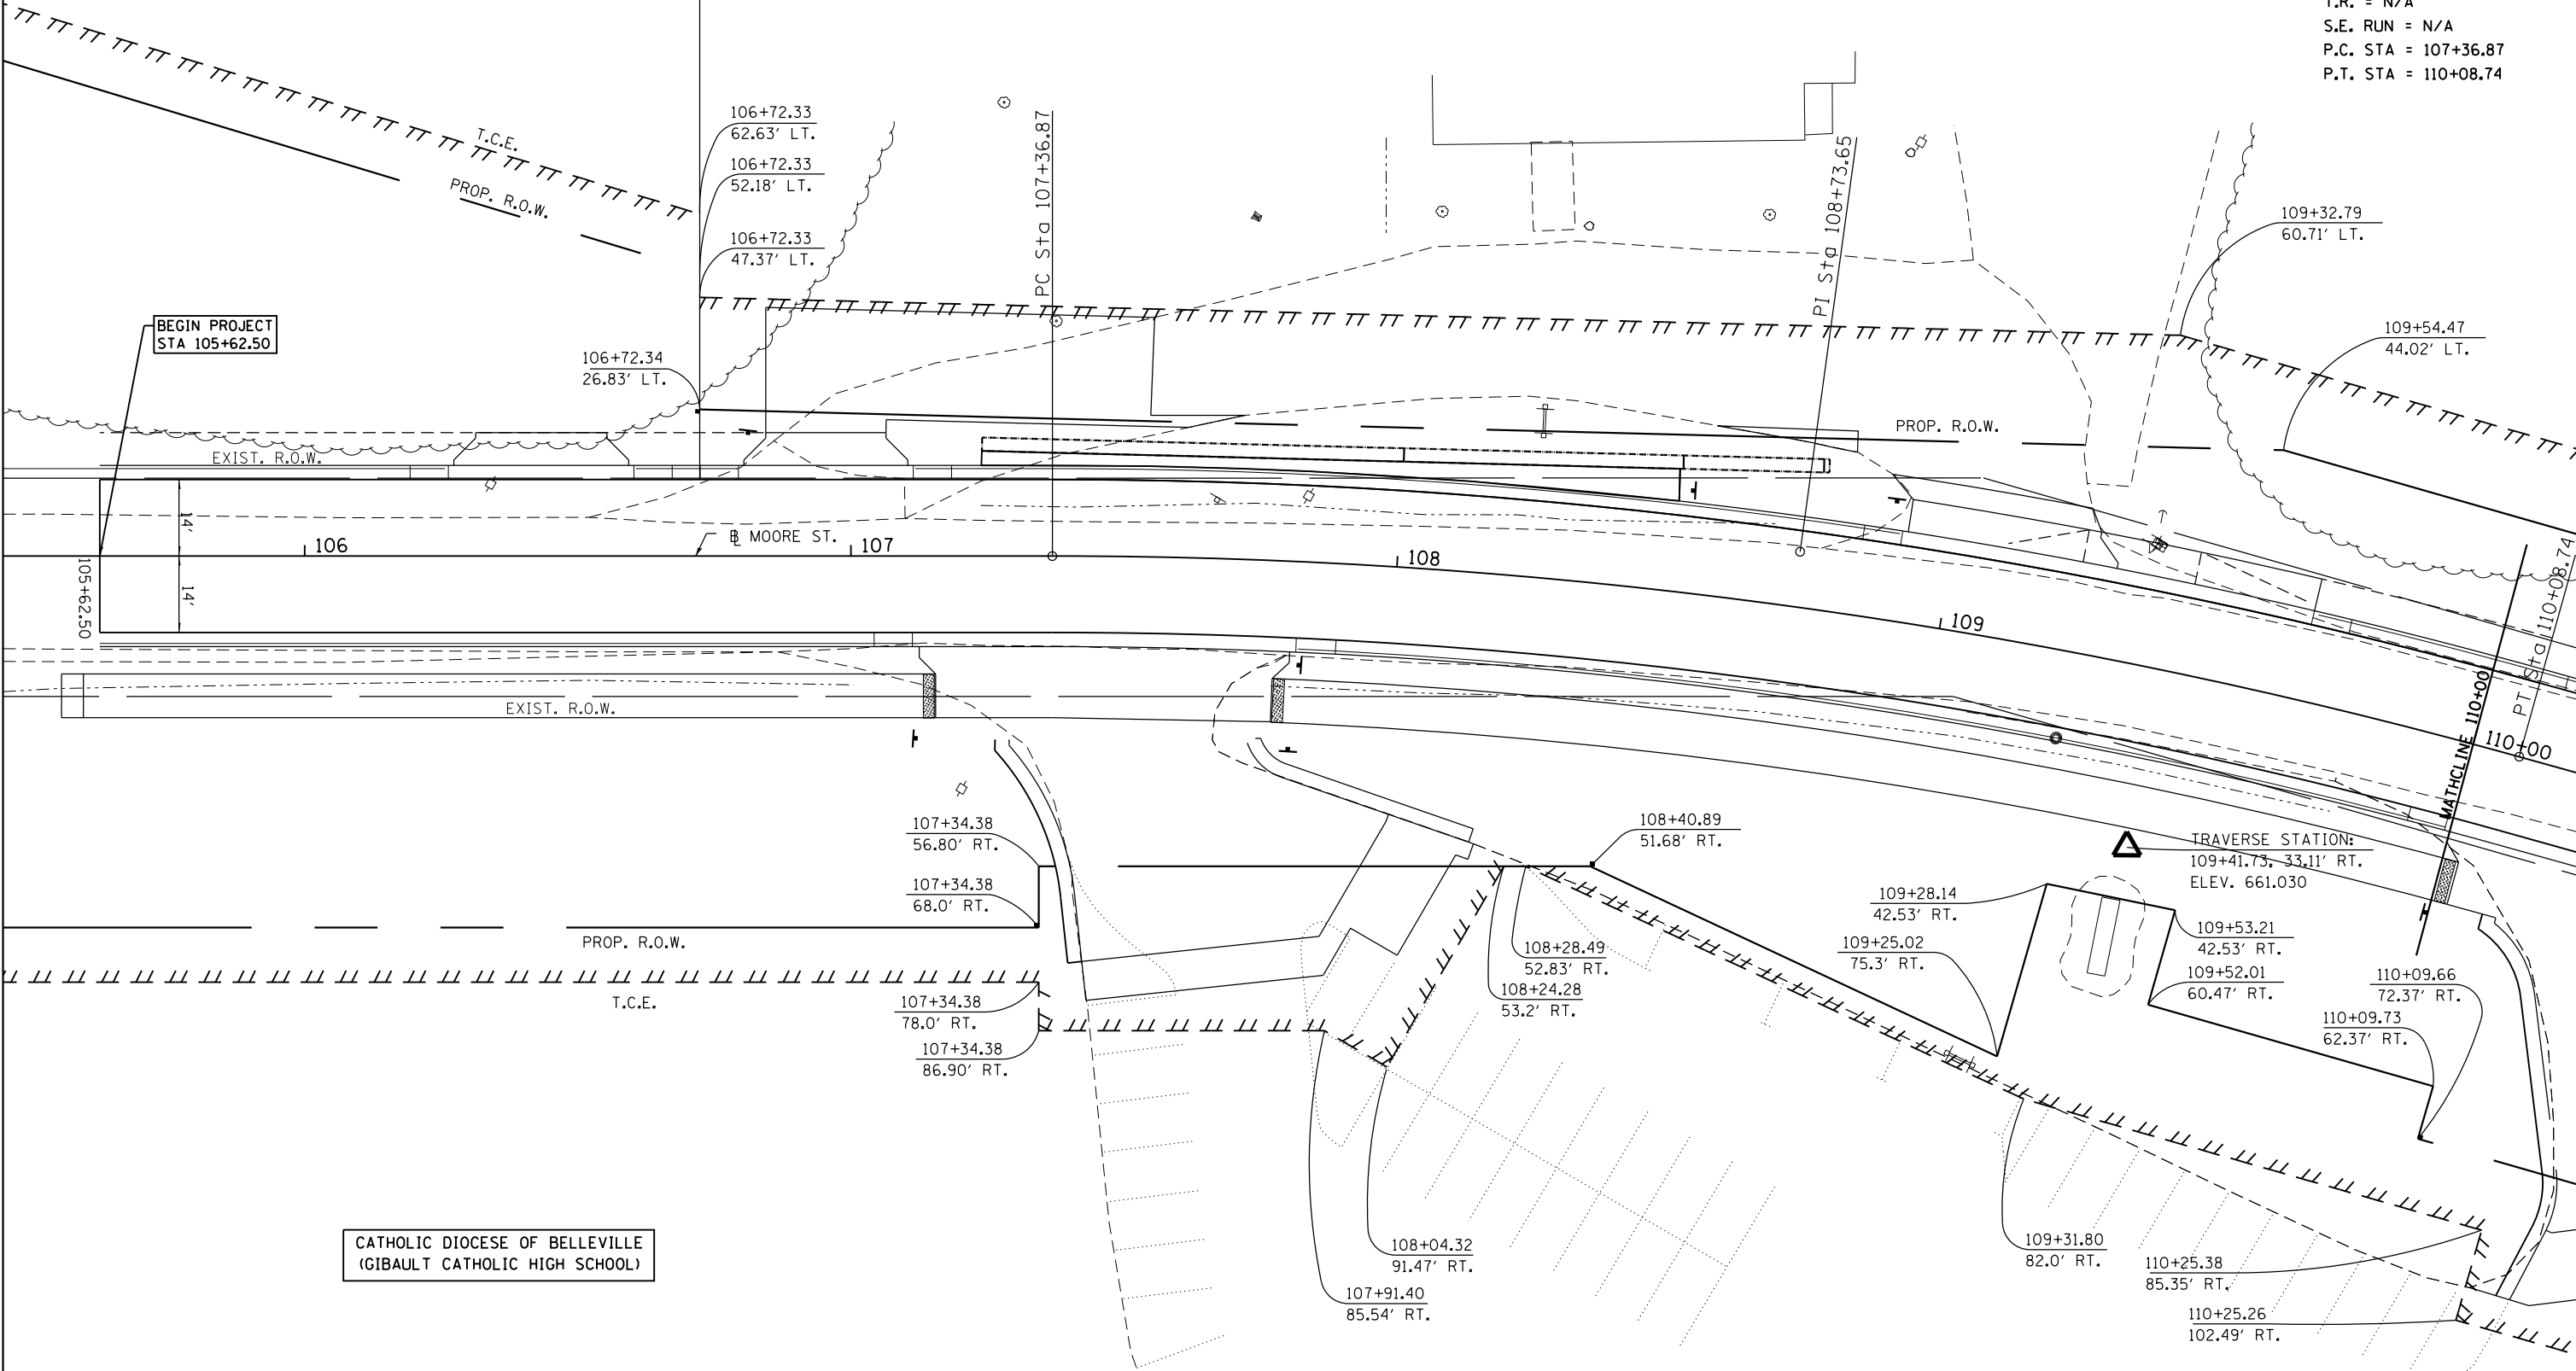 T.R. = N/A
S.E. RUN = N/A
P.C. STA = 107+36.87
P.T. STA = 110+08.74
T.C.E.
PROP. R.O.W.
106+72.33
62.63' LT.
106+72.33
52.18' LT.
106+72.33
47.37' LT.
PC Sta 107+36.87
PI Sta 108+73.65
109+32.79
60.71' LT.
109+54.47
44.02' LT.
BEGIN PROJECT
STA 105+62.50
106+72.34
26.83' LT.
PROP. R.O.W.
EXIST. R.O.W.
14'
14'
105+62.50
106
107
108
109
110+00
BL MOORE ST.
PT Sta 110+08.74
MATHCLINE 110+00
EXIST. R.O.W.
107+34.38
56.80' RT.
107+34.38
68.0' RT.
108+40.89
51.68' RT.
TRAVERSE STATION:
109+41.73, 33.11' RT.
ELEV. 661.030
109+28.14
42.53' RT.
109+25.02
75.3' RT.
109+53.21
42.53' RT.
109+52.01
60.47' RT.
110+09.66
72.37' RT.
110+09.73
62.37' RT.
PROP. R.O.W.
T.C.E.
108+28.49
52.83' RT.
108+24.28
53.2' RT.
107+34.38
78.0' RT.
107+34.38
86.90' RT.
CATHOLIC DIOCESE OF BELLEVILLE
(GIBAULT CATHOLIC HIGH SCHOOL)
108+04.32
91.47' RT.
107+91.40
85.54' RT.
109+31.80
82.0' RT.
110+25.38
85.35' RT.
110+25.26
102.49' RT.